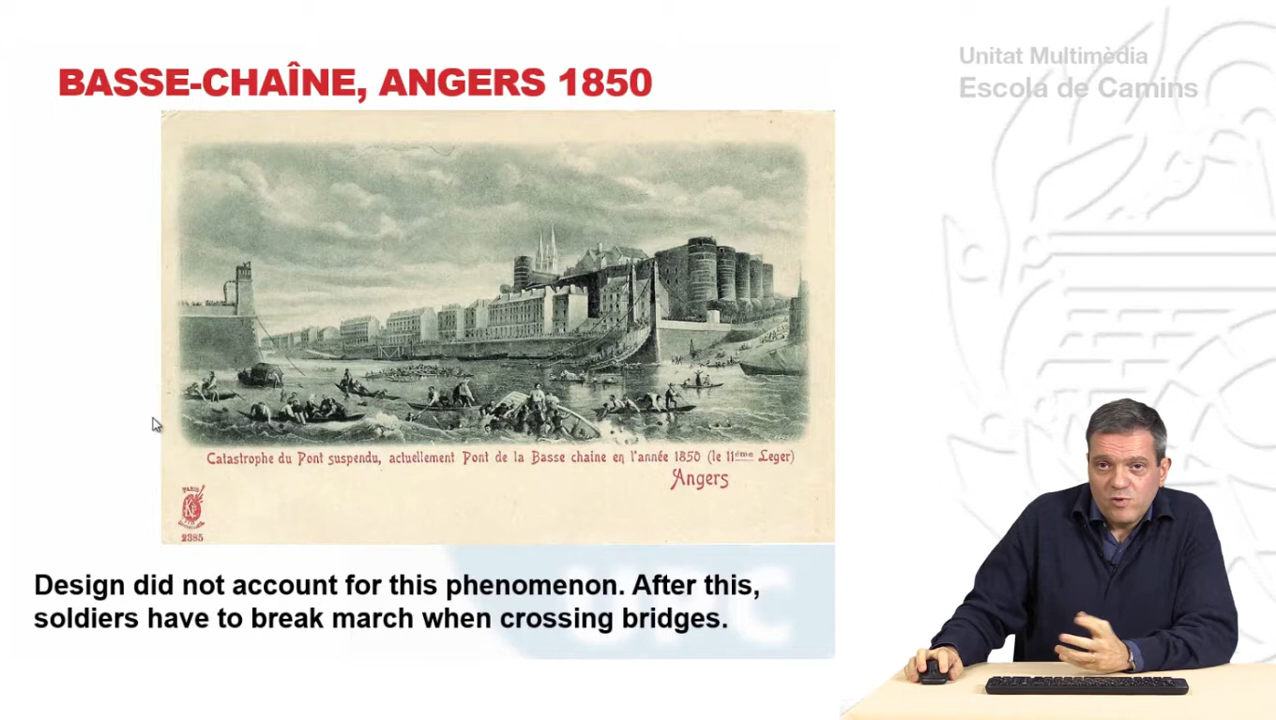 Unitat Multimèdia
Escola de Camins
BASSE-CHAÎNE, ANGERS 1850
Catastrophe du Pont suspendu, actuellement Pont de la Basse chaine en l'année 1850 (le 11ème Leger)
Angers
PARIS
2385
UPC
Design did not account for this phenomenon. After this,
soldiers have to break march when crossing bridges.